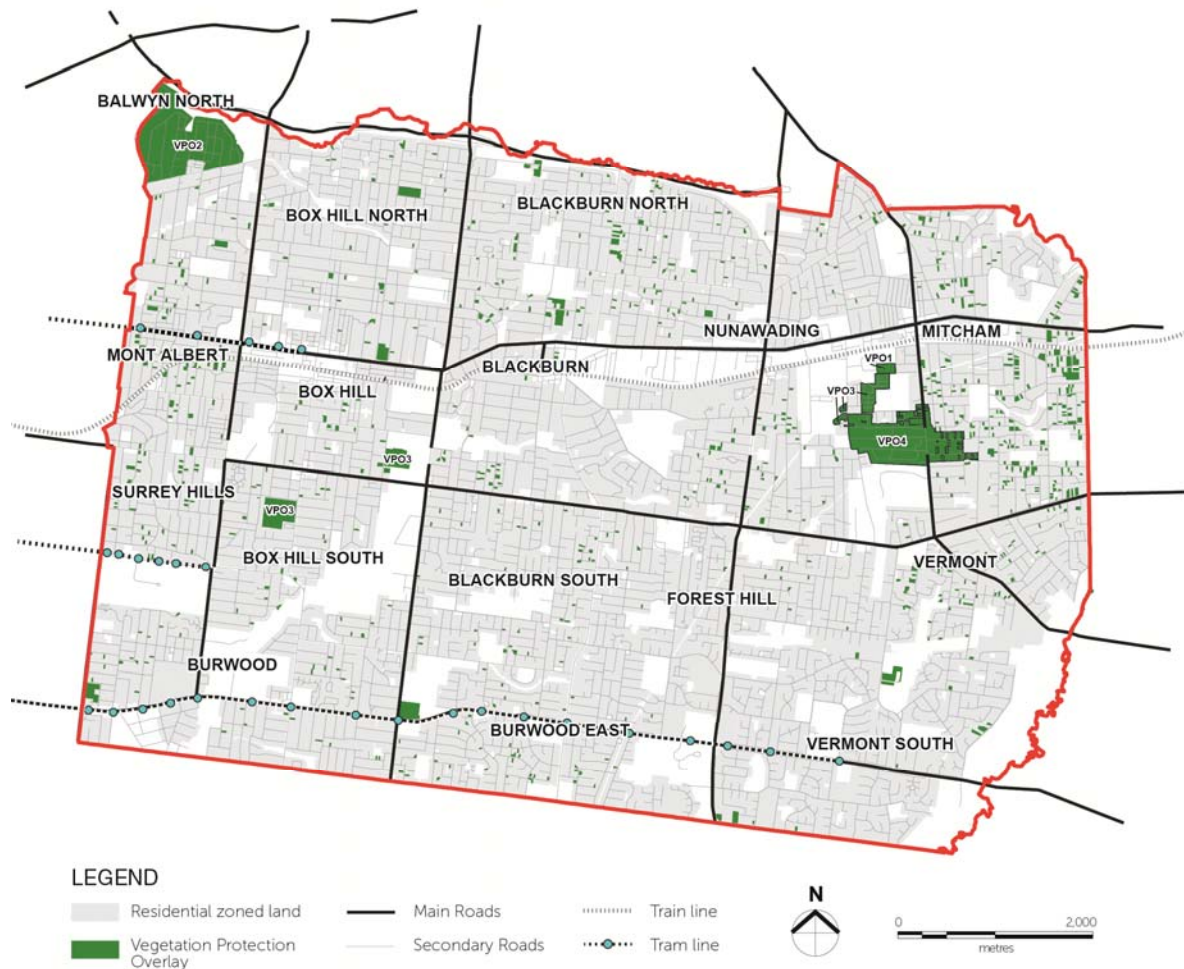 BALWYN NORTH
VPO2
BOX HILL NORTH
BLACKBURN NORTH
NUNAWADING
MITCHAM
MONT ALBERT
BLACKBURN
VPO1
BOX HILL
VPO3
VPO4
VPO3
SURREY HILLS
VPO3
BOX HILL SOUTH
VERMONT
BLACKBURN SOUTH
FOREST HILL
BURWOOD
BURWOOD EAST
VERMONT SOUTH
LEGEND
Residential zoned land
Main Roads
Train line
Vegetation Protection
Overlay
Secondary Roads
Tram line
N
0
2,000
metres